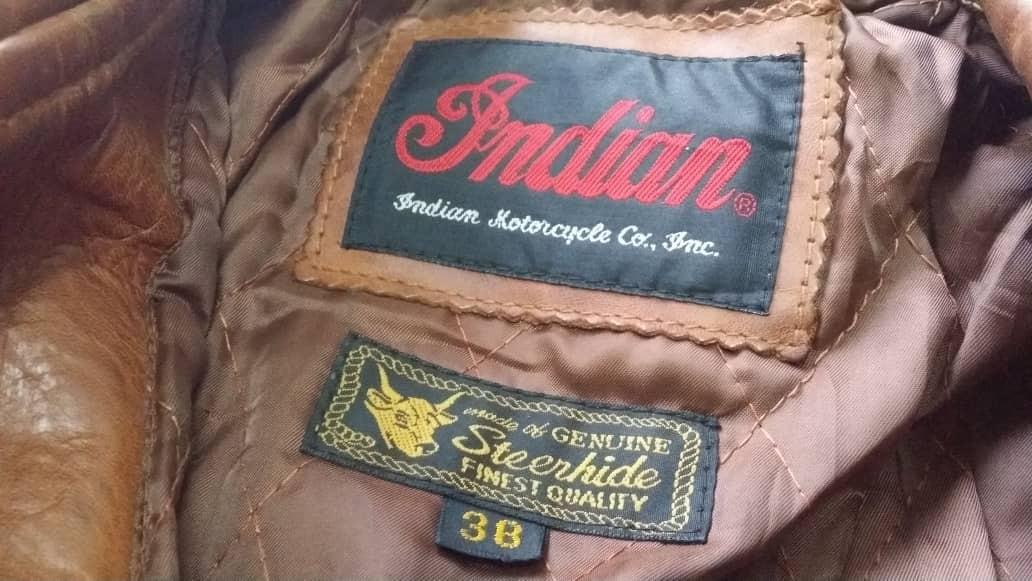 Indian®
Indian Motorcycle Co., Inc.
made of GENUINE
Steerhide
FINEST QUALITY
38